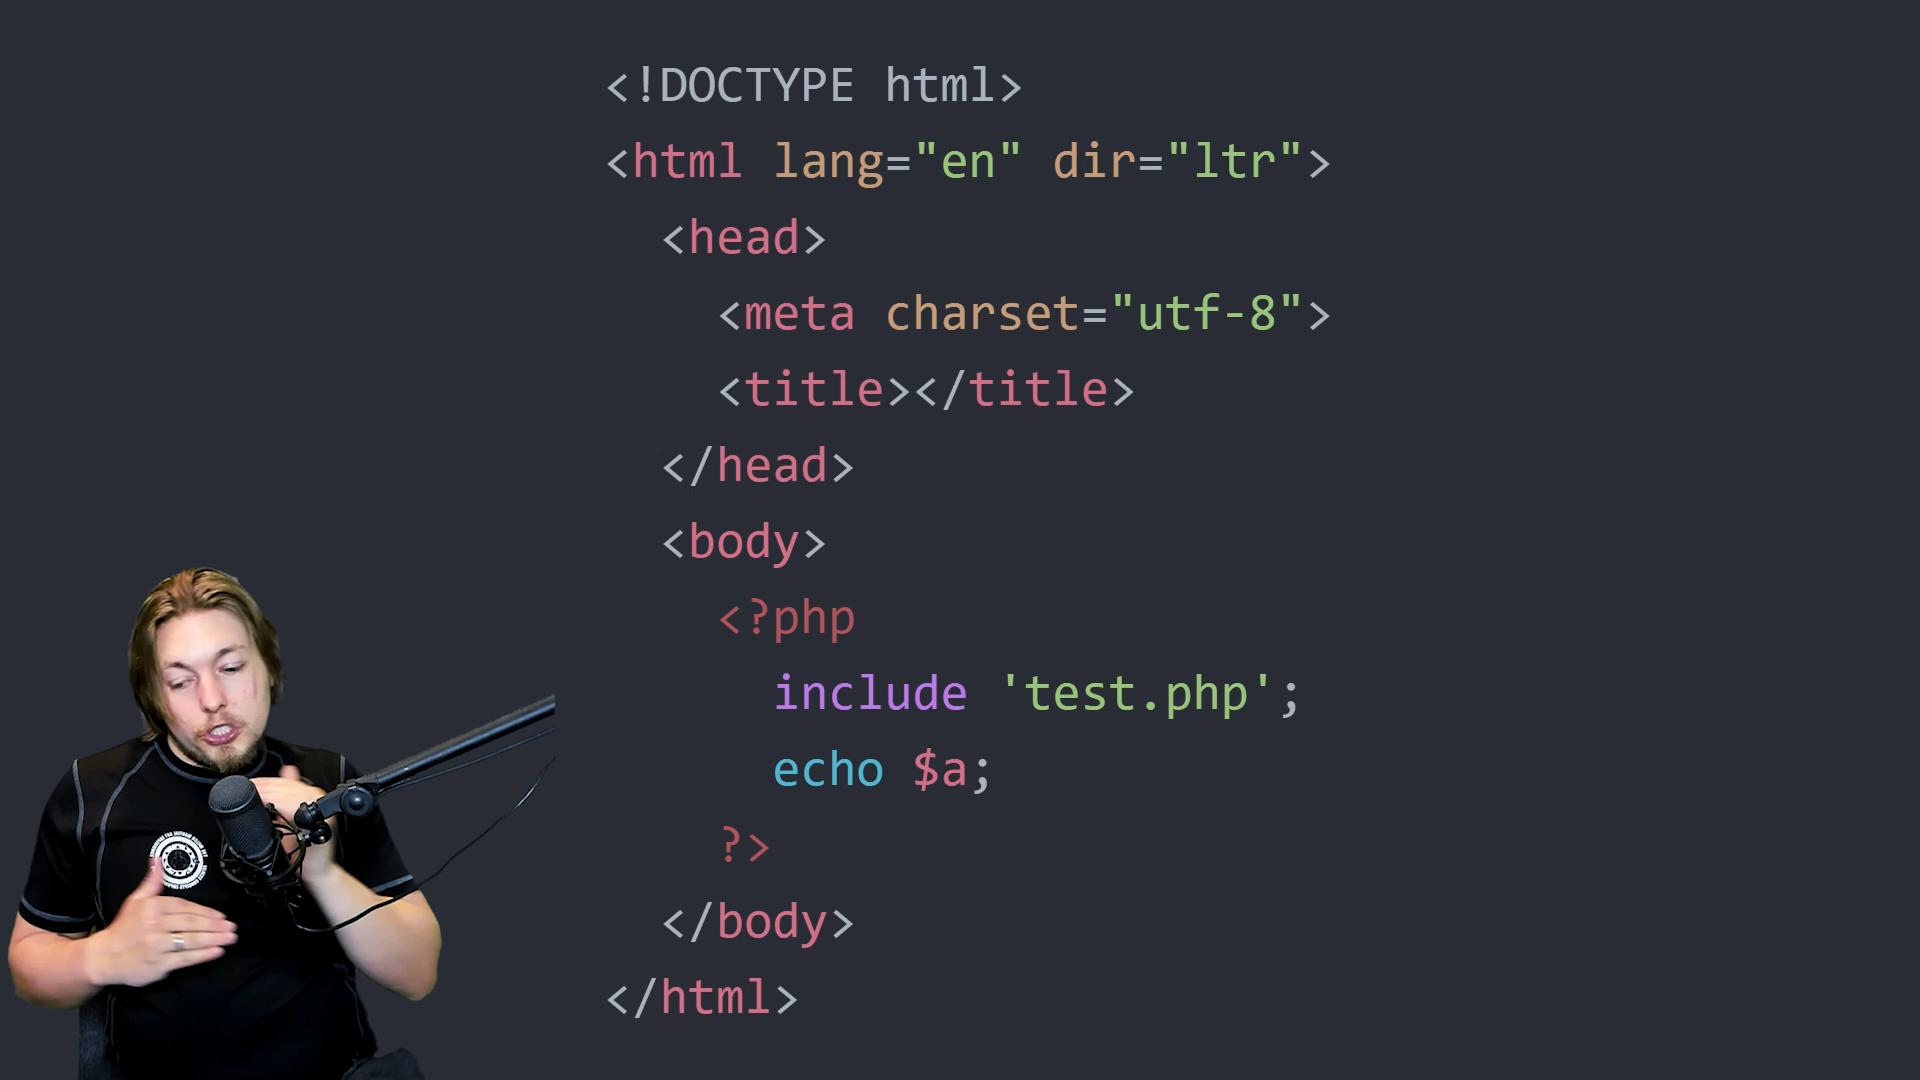 <!DOCTYPE html>
<html lang="en" dir="ltr">
<head>
<meta charset="utf-8">
<title></title>
</head>
<body>
<?php
include 'test.php';
echo $a;
?>
</body>
</html>